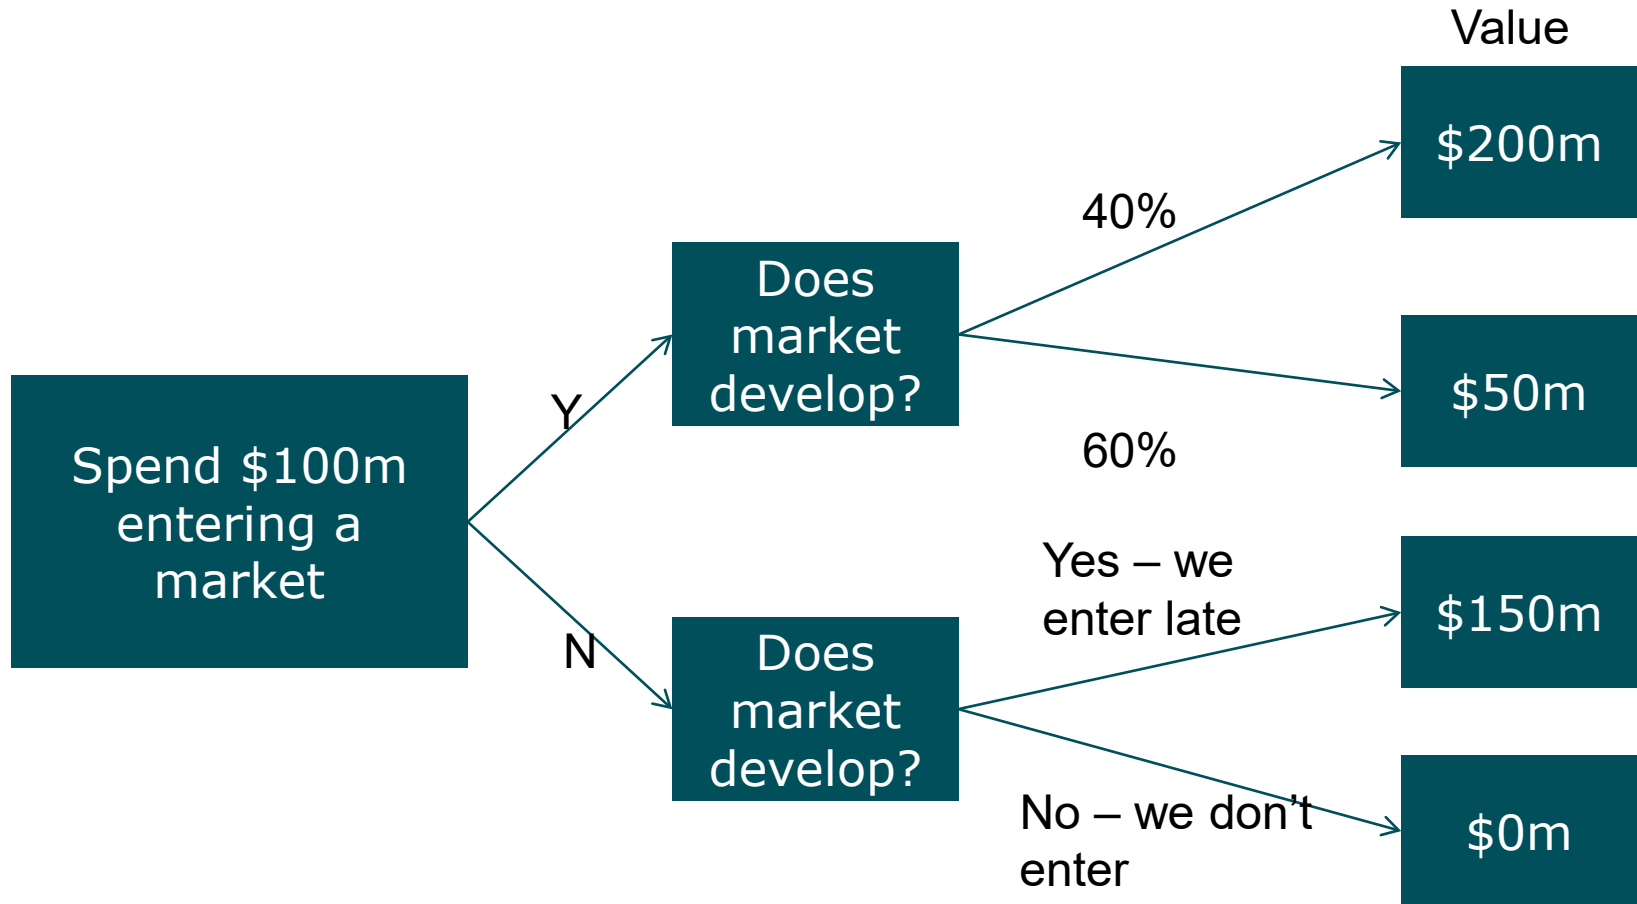 Value
$200m
40%
Does
market
develop?
$50m
Y
60%
Spend $100m
entering a
market
Yes – we
enter late
$150m
N
Does
market
develop?
No – we don’t
enter
$0m